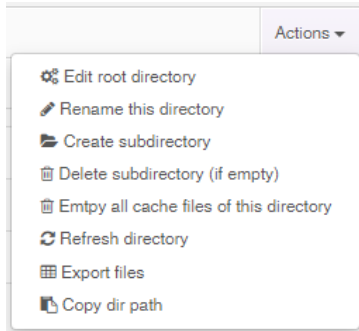 Actions
Edit root directory
Rename this directory
Create subdirectory
Delete subdirectory (if empty)
Emtpy all cache files of this directory
Refresh directory
Export files
Copy dir path